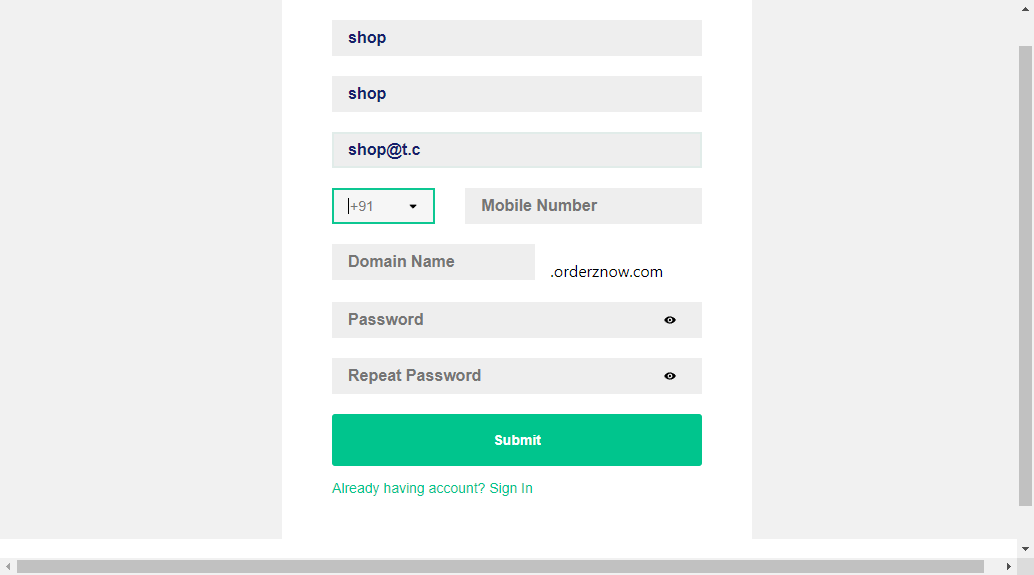 shop
shop
shop@t.c
+91 Mobile Number
Domain Name .orderznow.com
Password
Repeat Password
Submit
Already having account? Sign In